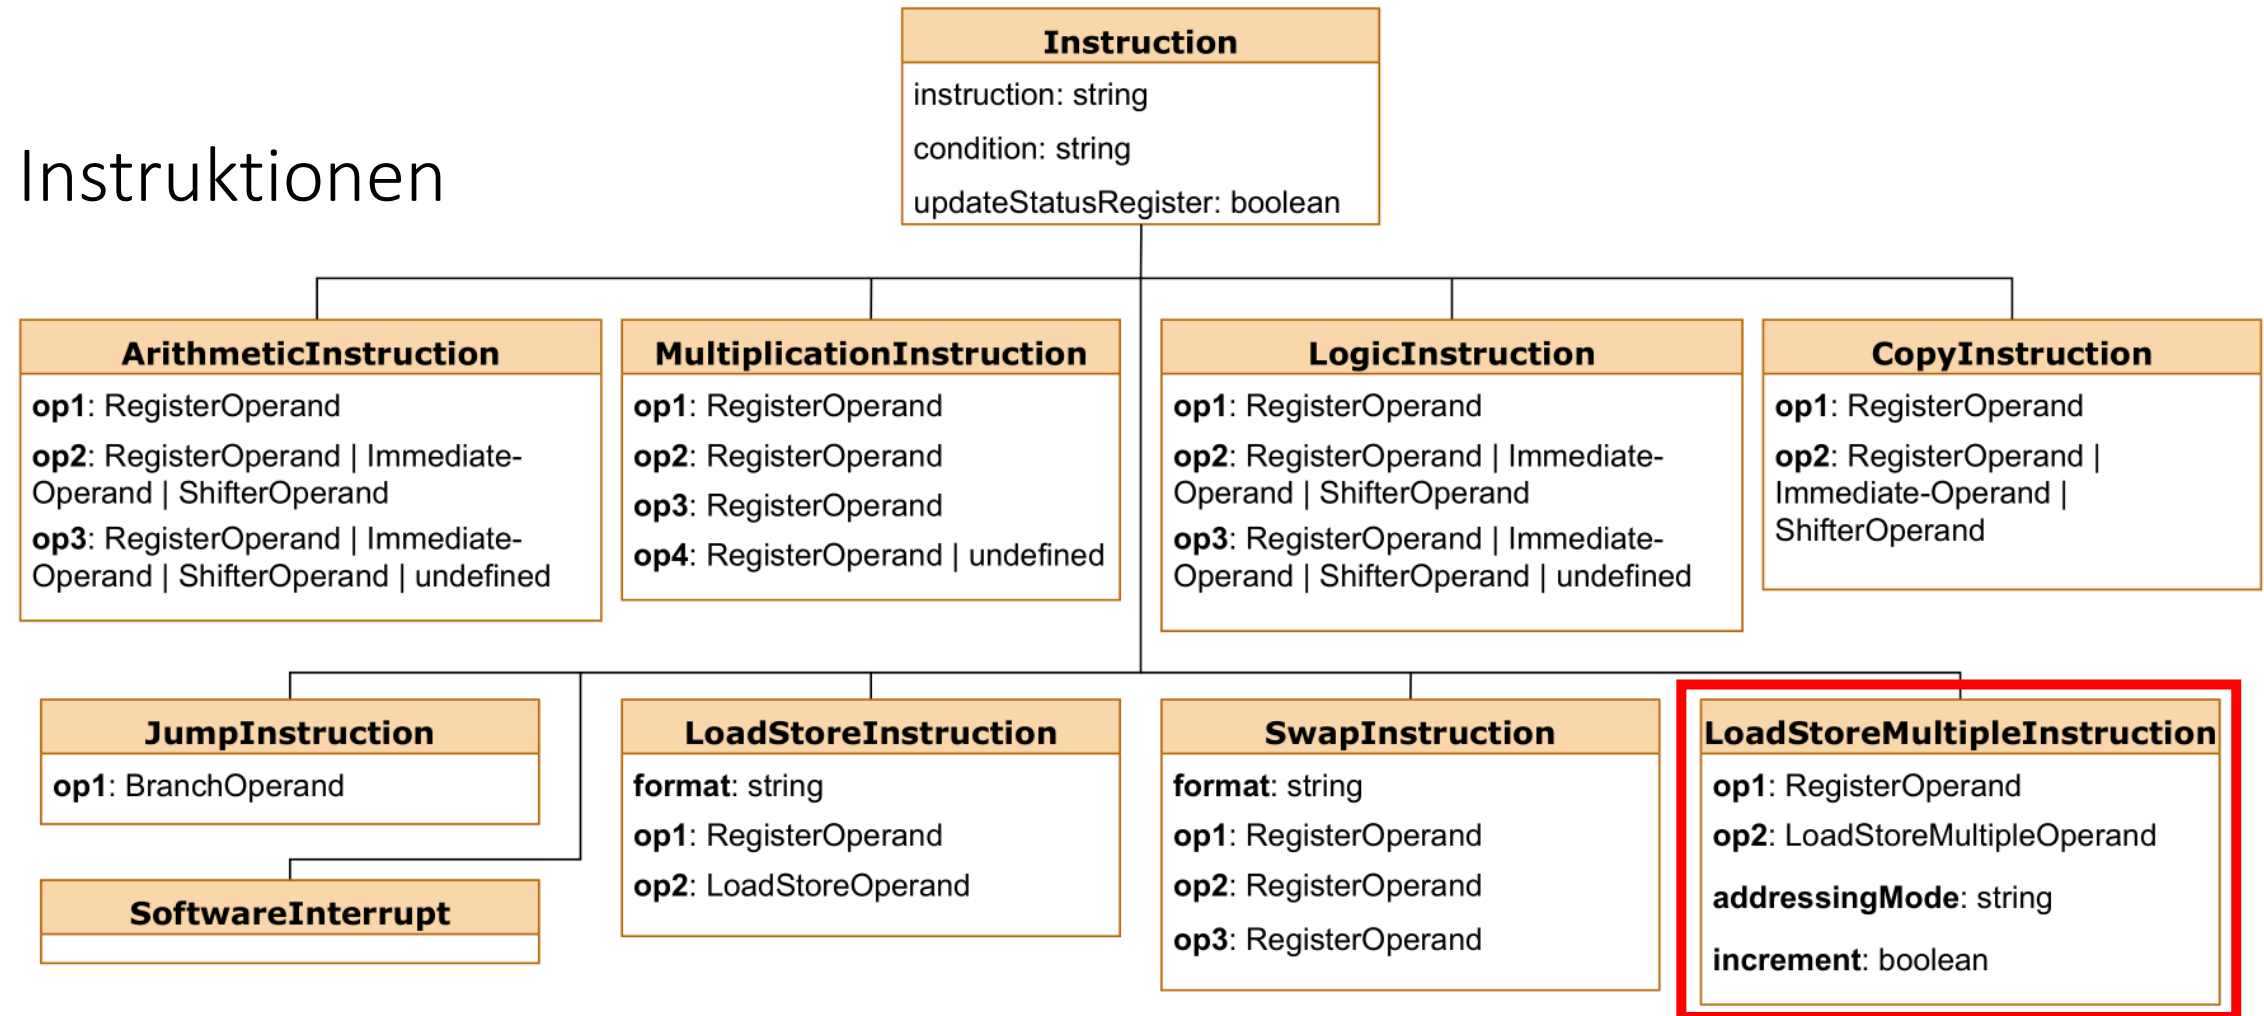 Instruktionen
Instruction
instruction: string
condition: string
updateStatusRegister: boolean
ArithmeticInstruction
op1: RegisterOperand
op2: RegisterOperand | Immediate-
Operand | ShifterOperand
op3: RegisterOperand | Immediate-
Operand | ShifterOperand | undefined
MultiplicationInstruction
op1: RegisterOperand
op2: RegisterOperand
op3: RegisterOperand
op4: RegisterOperand | undefined
LogicInstruction
op1: RegisterOperand
op2: RegisterOperand | Immediate-
Operand | ShifterOperand
op3: RegisterOperand | Immediate-
Operand | ShifterOperand | undefined
CopyInstruction
op1: RegisterOperand
op2: RegisterOperand |
Immediate-Operand |
ShifterOperand
JumpInstruction
op1: BranchOperand
SoftwareInterrupt
LoadStoreInstruction
format: string
op1: RegisterOperand
op2: LoadStoreOperand
SwapInstruction
format: string
op1: RegisterOperand
op2: RegisterOperand
op3: RegisterOperand
LoadStoreMultipleInstruction
op1: RegisterOperand
op2: LoadStoreMultipleOperand
addressingMode: string
increment: boolean